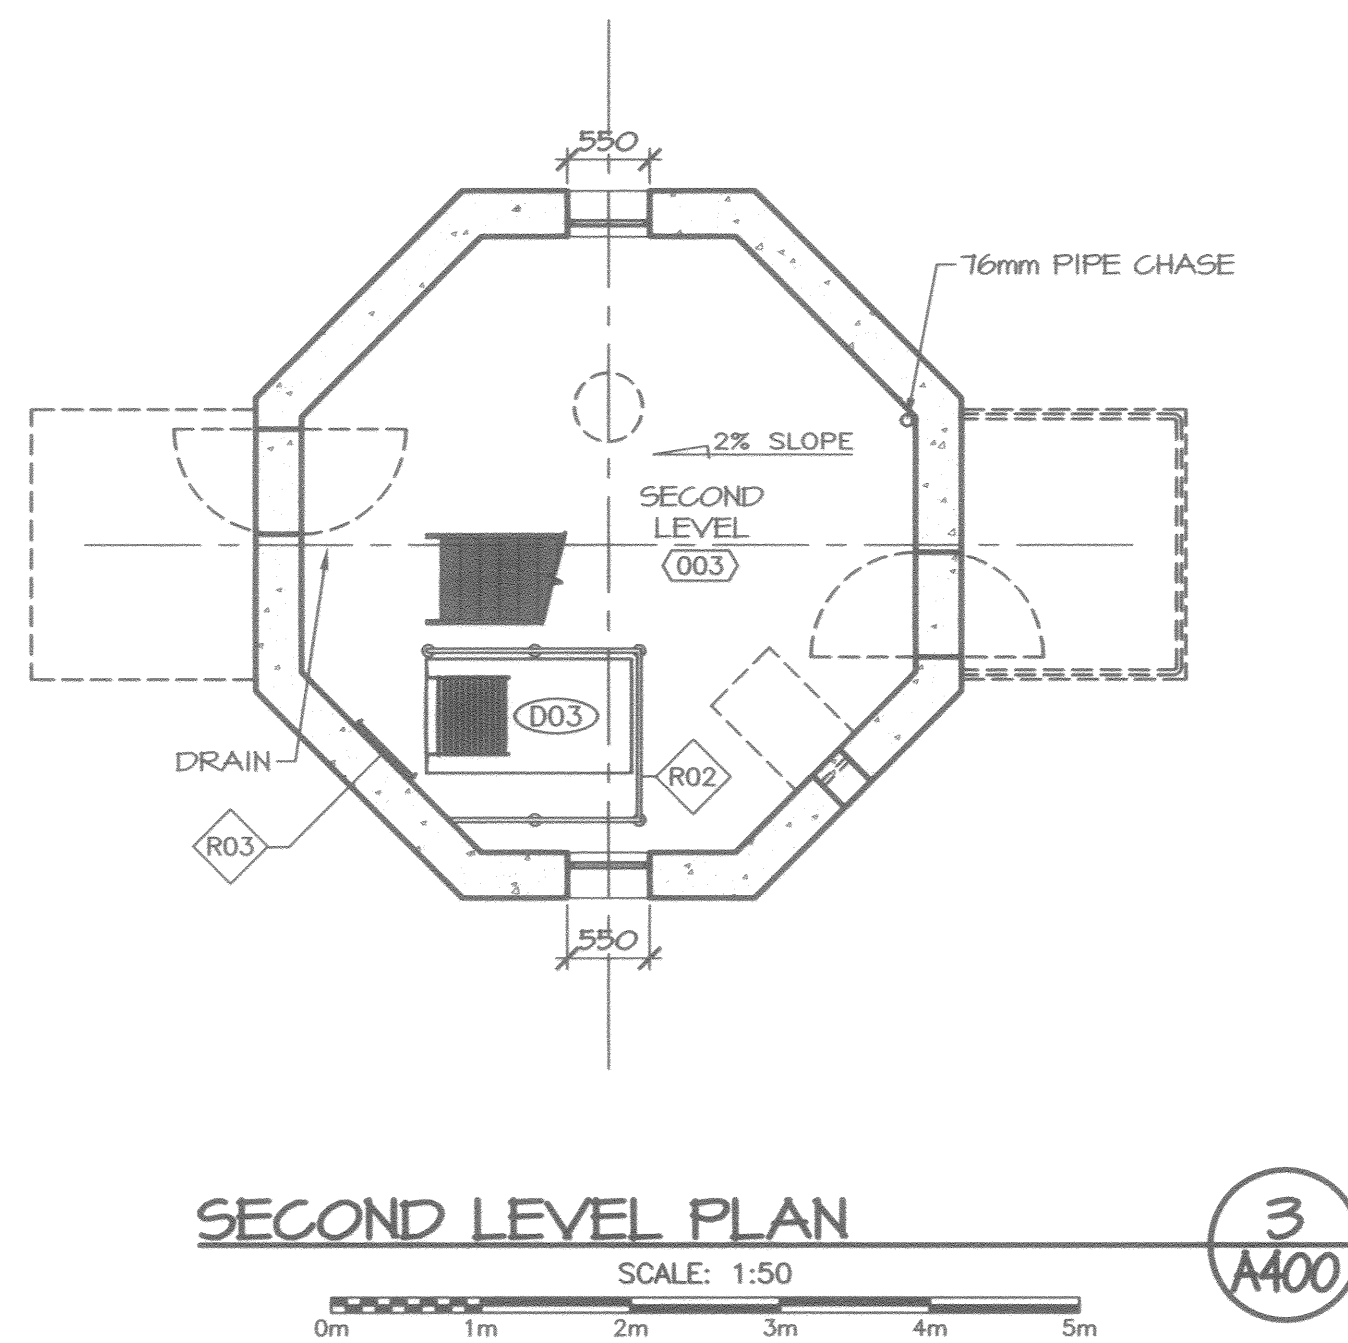 550
76mm PIPE CHASE
2% SLOPE
SECOND
LEVEL
003
D03
DRAIN
R02
R03
550
SECOND LEVEL PLAN
3
A400
SCALE: 1:50
0m 1m 2m 3m 4m 5m